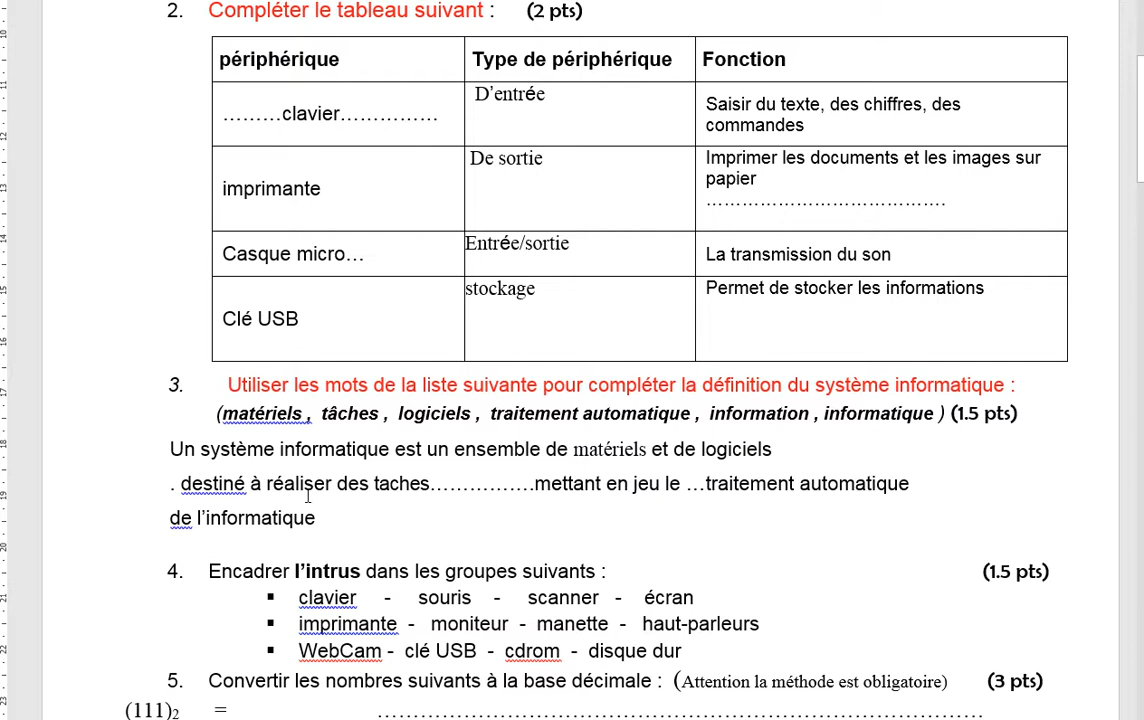 2. Compléter le tableau suivant : (2 pts)
périphérique Type de périphérique Fonction
………clavier…………… D'entrée Saisir du texte, des chiffres, des
commandes
imprimante De sortie Imprimer les documents et les images sur
papier
………………………………….
Casque micro… Entrée/sortie La transmission du son
Clé USB stockage Permet de stocker les informations
3. Utiliser les mots de la liste suivante pour compléter la définition du système informatique :
(matériels , tâches , logiciels , traitement automatique , information , informatique ) (1.5 pts)
Un système informatique est un ensemble de matériels et de logiciels
. destiné à réaliser des taches…………….mettant en jeu le …traitement automatique
de l'informatique
4. Encadrer l'intrus dans les groupes suivants : (1.5 pts)
▪ clavier - souris - scanner - écran
▪ imprimante - moniteur - manette - haut-parleurs
▪ WebCam - clé USB - cdrom - disque dur
5. Convertir les nombres suivants à la base décimale : (Attention la méthode est obligatoire) (3 pts)
(111)2 = …………………………………………………………………………